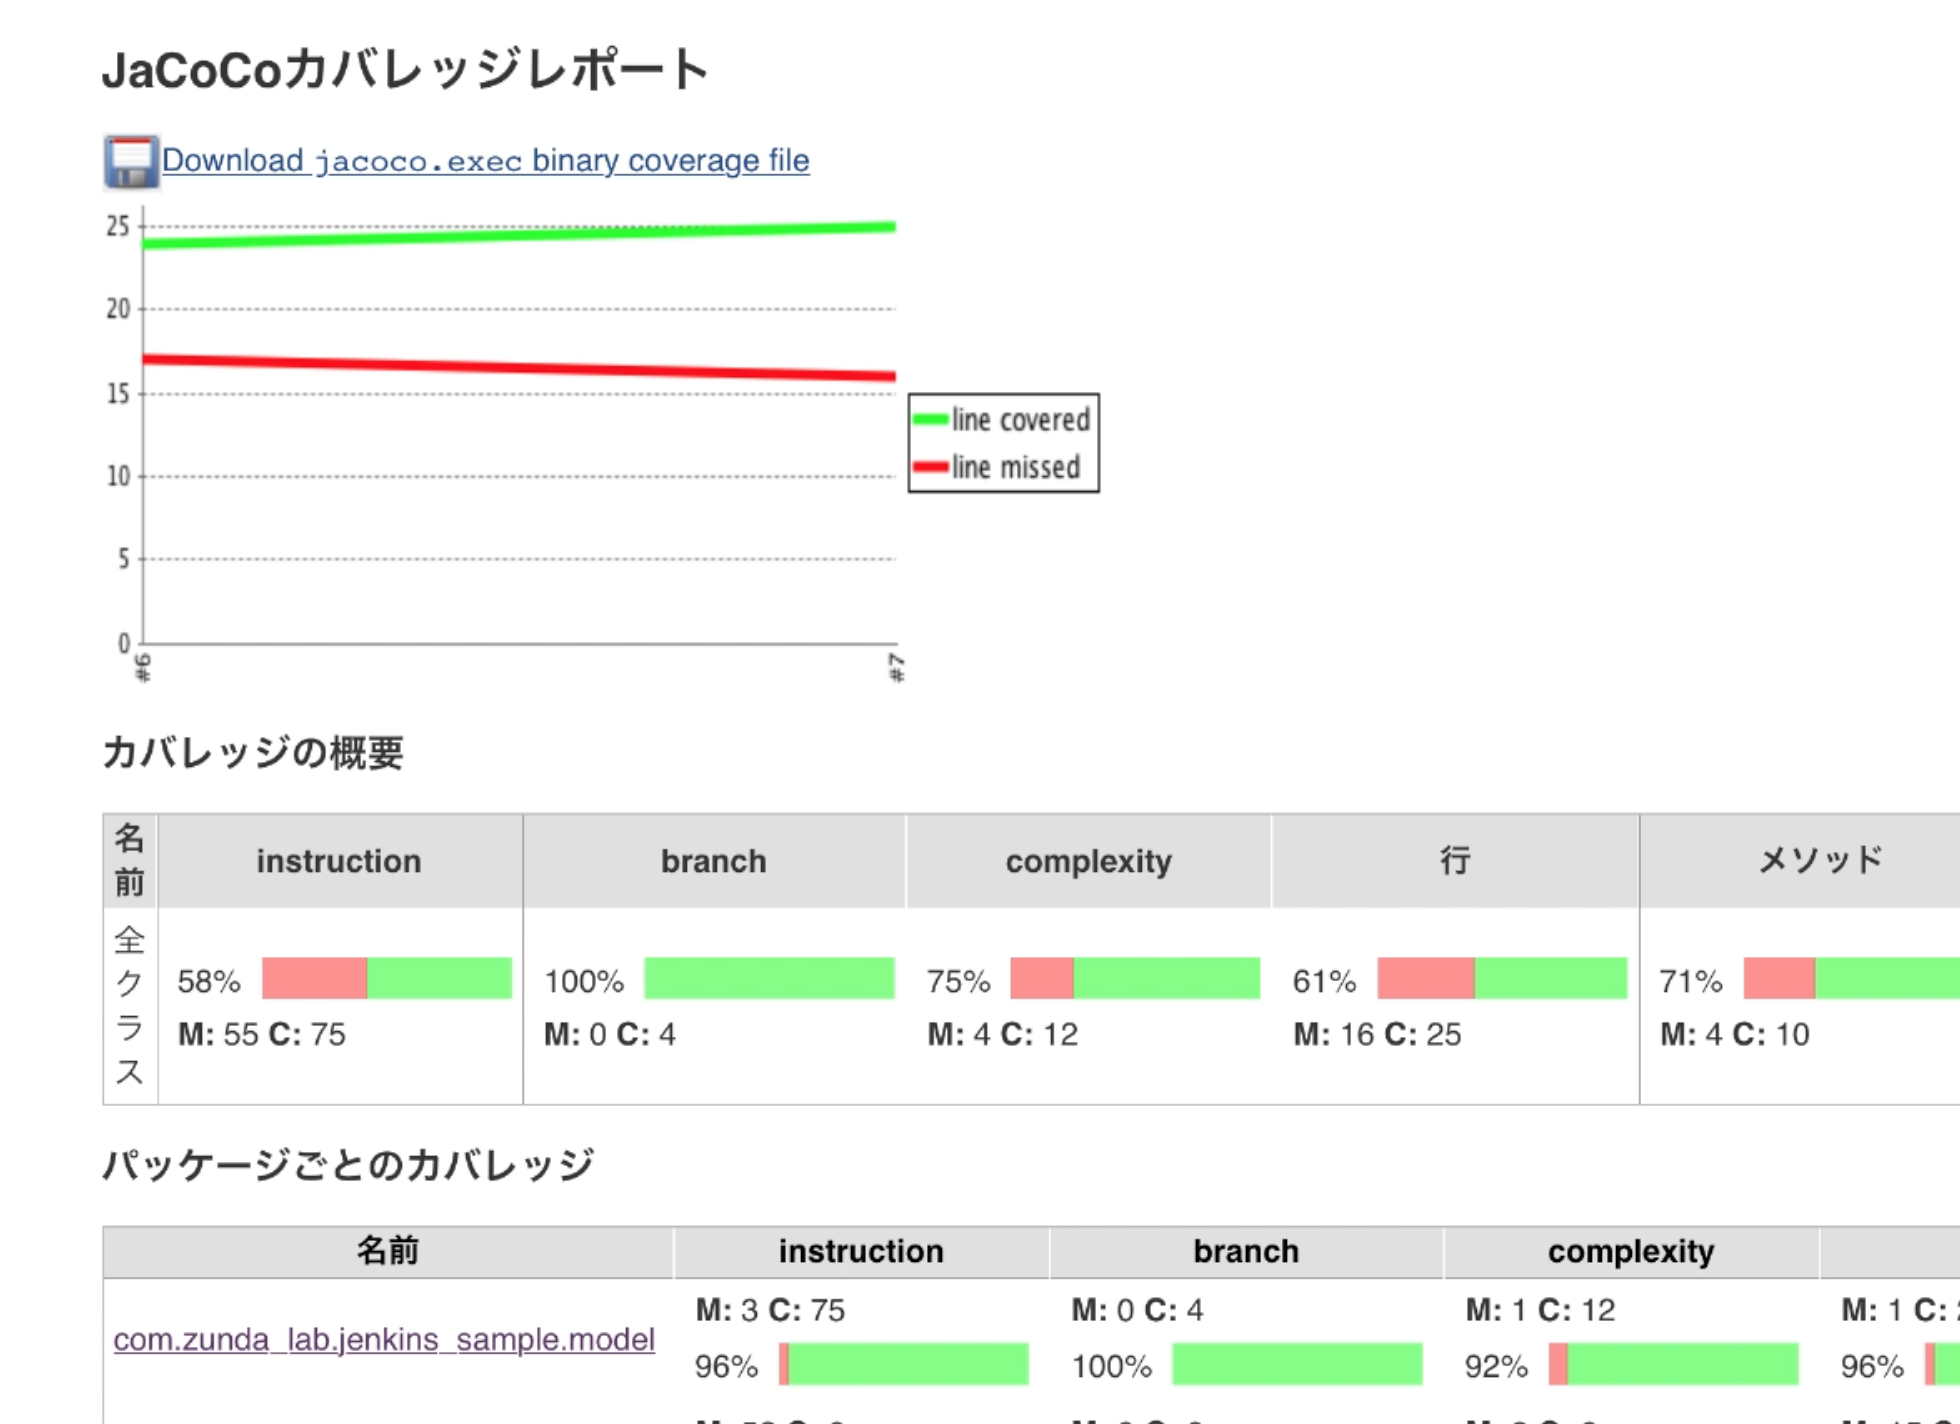 JaCoCoカバレッジレポート
Download jacoco.exec binary coverage file
25
20
15
10
5
0
#6
#7
line covered
line missed
カバレッジの概要
名前 instruction branch complexity 行 メソッド
全クラス 58% 100% 75% 61% 71%
M: 55 C: 75 M: 0 C: 4 M: 4 C: 12 M: 16 C: 25 M: 4 C: 10
パッケージごとのカバレッジ
名前 instruction branch complexity
M: 3 C: 75 M: 0 C: 4 M: 1 C: 12 M: 1 C:
com.zunda_lab.jenkins_sample.model
96% 100% 92% 96%